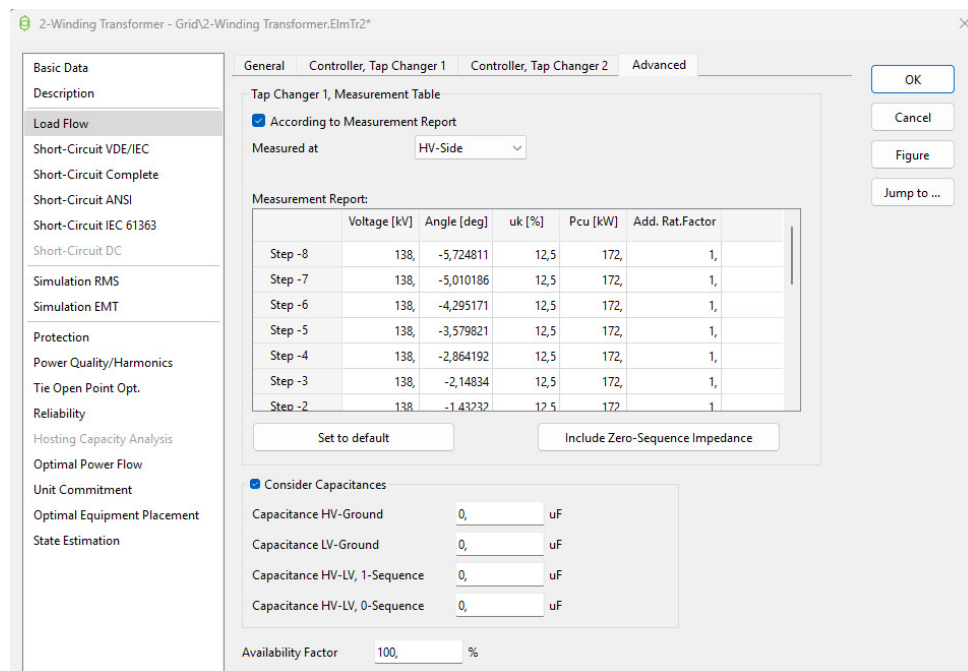 2-Winding Transformer - Grid\2-Winding Transformer.ElmTr2*
Basic Data
Description
Load Flow
Short-Circuit VDE/IEC
Short-Circuit Complete
Short-Circuit ANSI
Short-Circuit IEC 61363
Short-Circuit DC
Simulation RMS
Simulation EMT
Protection
Power Quality/Harmonics
Tie Open Point Opt.
Reliability
Hosting Capacity Analysis
Optimal Power Flow
Unit Commitment
Optimal Equipment Placement
State Estimation
General Controller, Tap Changer 1 Controller, Tap Changer 2 Advanced
Tap Changer 1, Measurement Table
According to Measurement Report
Measured at HV-Side
Measurement Report:
Voltage [kV] Angle [deg] uk [%] Pcu [kW] Add. Rat.Factor
Step -8 138, -5,724811 12,5 172, 1,
Step -7 138, -5,010186 12,5 172, 1,
Step -6 138, -4,295171 12,5 172, 1,
Step -5 138, -3,579821 12,5 172, 1,
Step -4 138, -2,864192 12,5 172, 1,
Step -3 138, -2,14834 12,5 172, 1,
Step -2 138 -1,43232 12,5 172 1
Set to default Include Zero-Sequence Impedance
Consider Capacitances
Capacitance HV-Ground 0, uF
Capacitance LV-Ground 0, uF
Capacitance HV-LV, 1-Sequence 0, uF
Capacitance HV-LV, 0-Sequence 0, uF
Availability Factor 100, %
OK
Cancel
Figure
Jump to ...